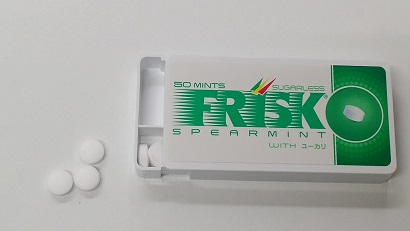 50 MINTS SUGARLESS
FRISK®
SPEARMINT
WITH ユーカリ